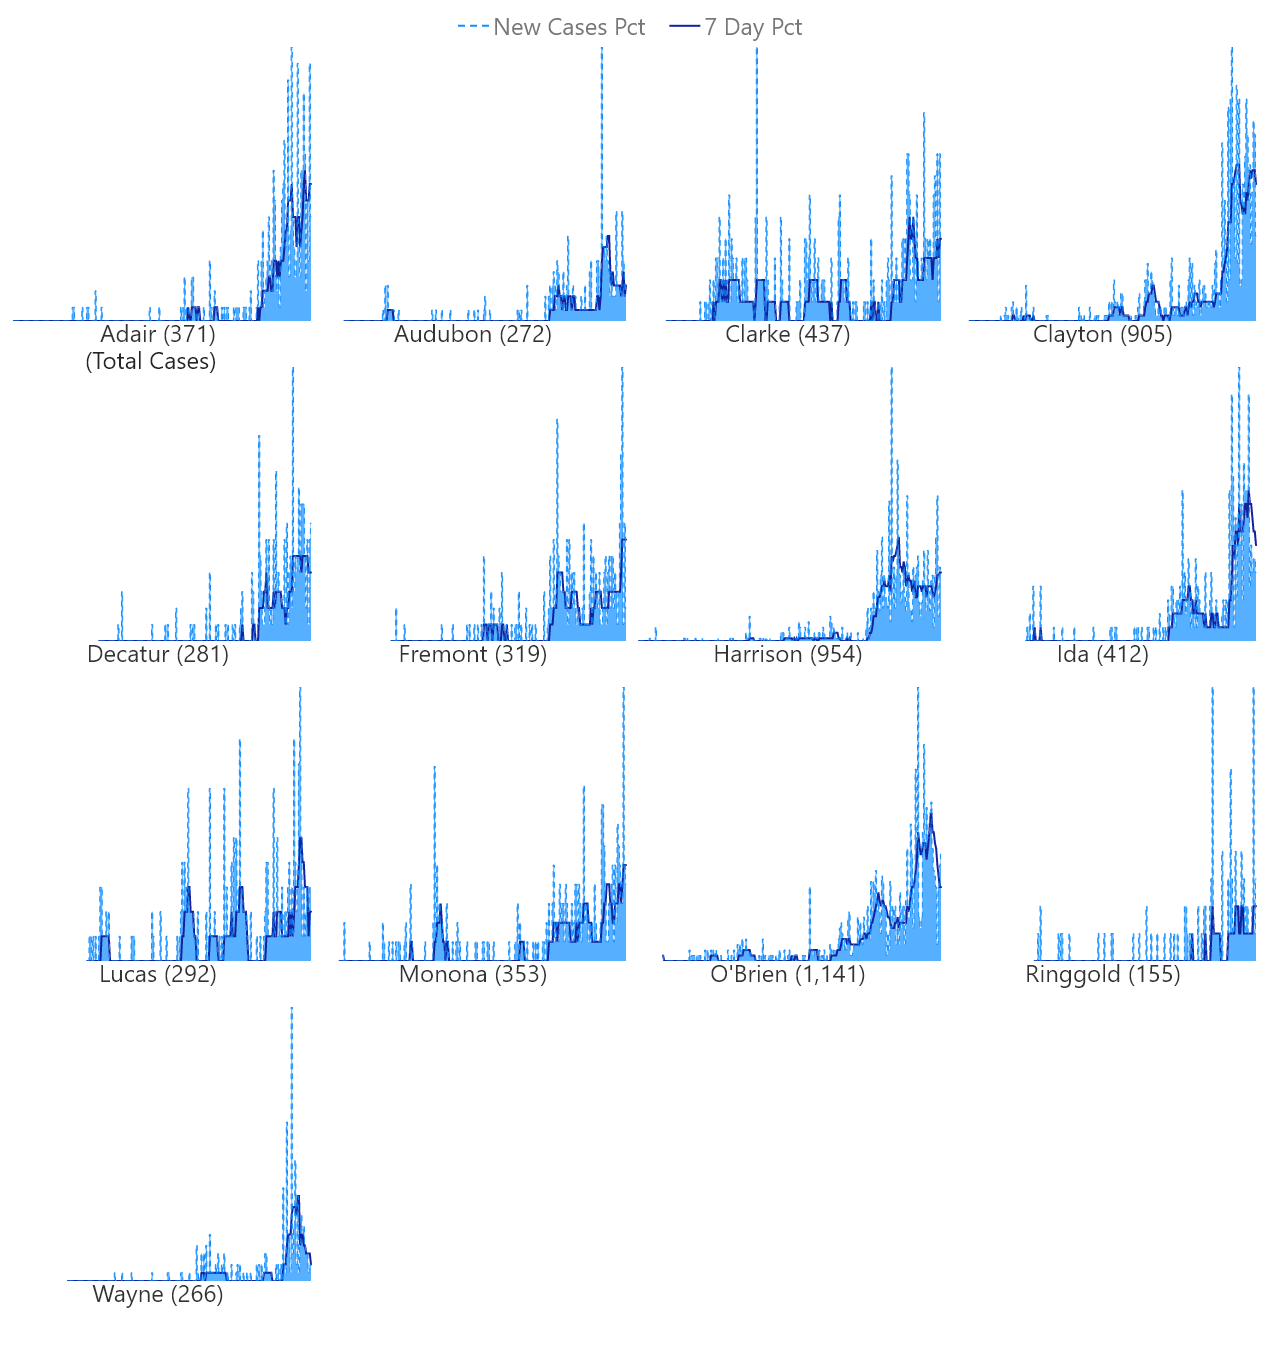 New Cases Pct 7 Day Pct
Adair (371) Audubon (272) Clarke (437) Clayton (905)
(Total Cases)
Decatur (281) Fremont (319) Harrison (954) Ida (412)
Lucas (292) Monona (353) O'Brien (1,141) Ringgold (155)
Wayne (266)